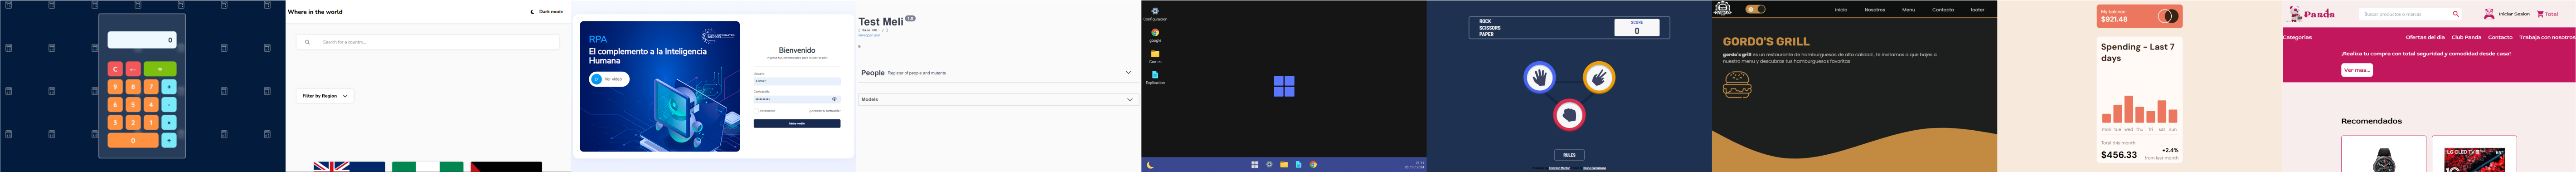 0
C
←
=
9
8
7
+
6
5
4
-
3
2
1
×
0
÷
Where in the world
Dark mode
Search for a country...
Filter by Region
RPA
El complemento a la Inteligencia
Humana
Ver video
Bienvenido
Test Meli
People Register of people and mutants
Models
Configuracion
google
Games
Explication
ROCK
SCISSORS
PAPER
SCORE
0
RULES
Inicio
Nosotros
Menu
Contacto
footer
GORDO'S GRILL
gordo's grill es un restaurante de hamburguesas de alta calidad , te invitamos a que bajes a
nuestro menu y descubras tus hamburguesas favoritas
My balance
$921.48
Spending - Last 7
days
mon tue wed thu fri sat sun
Total this month
$456.33
+2.4%
from last month
Panda
Buscar productos o marcas
Iniciar Sesion
Total
Categorias
Ofertas del dia
Club Panda
Contacto
Trabaja con nosotros
¡Realiza tu compra con total seguridad y comodidad desde casa!
Ver mas...
Recomendados
LG OLED TV